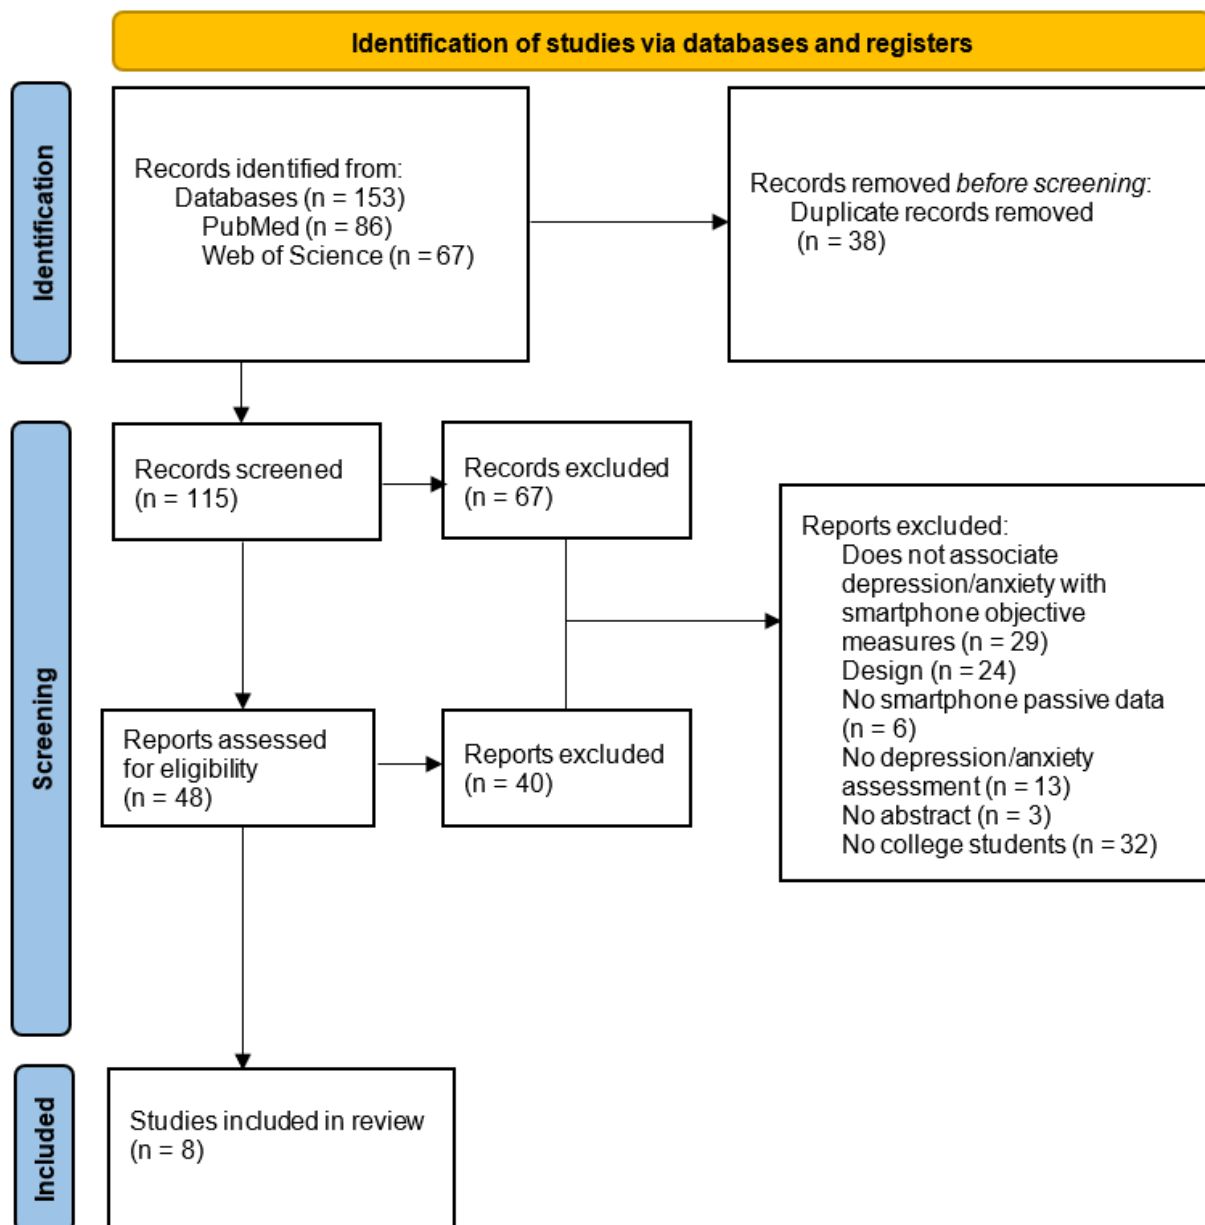 Identification of studies via databases and registers
Identification
Records identified from:
Databases (n = 153)
PubMed (n = 86)
Web of Science (n = 67)
Records removed before screening:
Duplicate records removed
(n = 38)
Screening
Records screened
(n = 115)
Records excluded
(n = 67)
Reports assessed
for eligibility
(n = 48)
Reports excluded
(n = 40)
Reports excluded:
Does not associate
depression/anxiety with
smartphone objective
measures (n = 29)
Design (n = 24)
No smartphone passive data
(n = 6)
No depression/anxiety
assessment (n = 13)
No abstract (n = 3)
No college students (n = 32)
Included
Studies included in review
(n = 8)